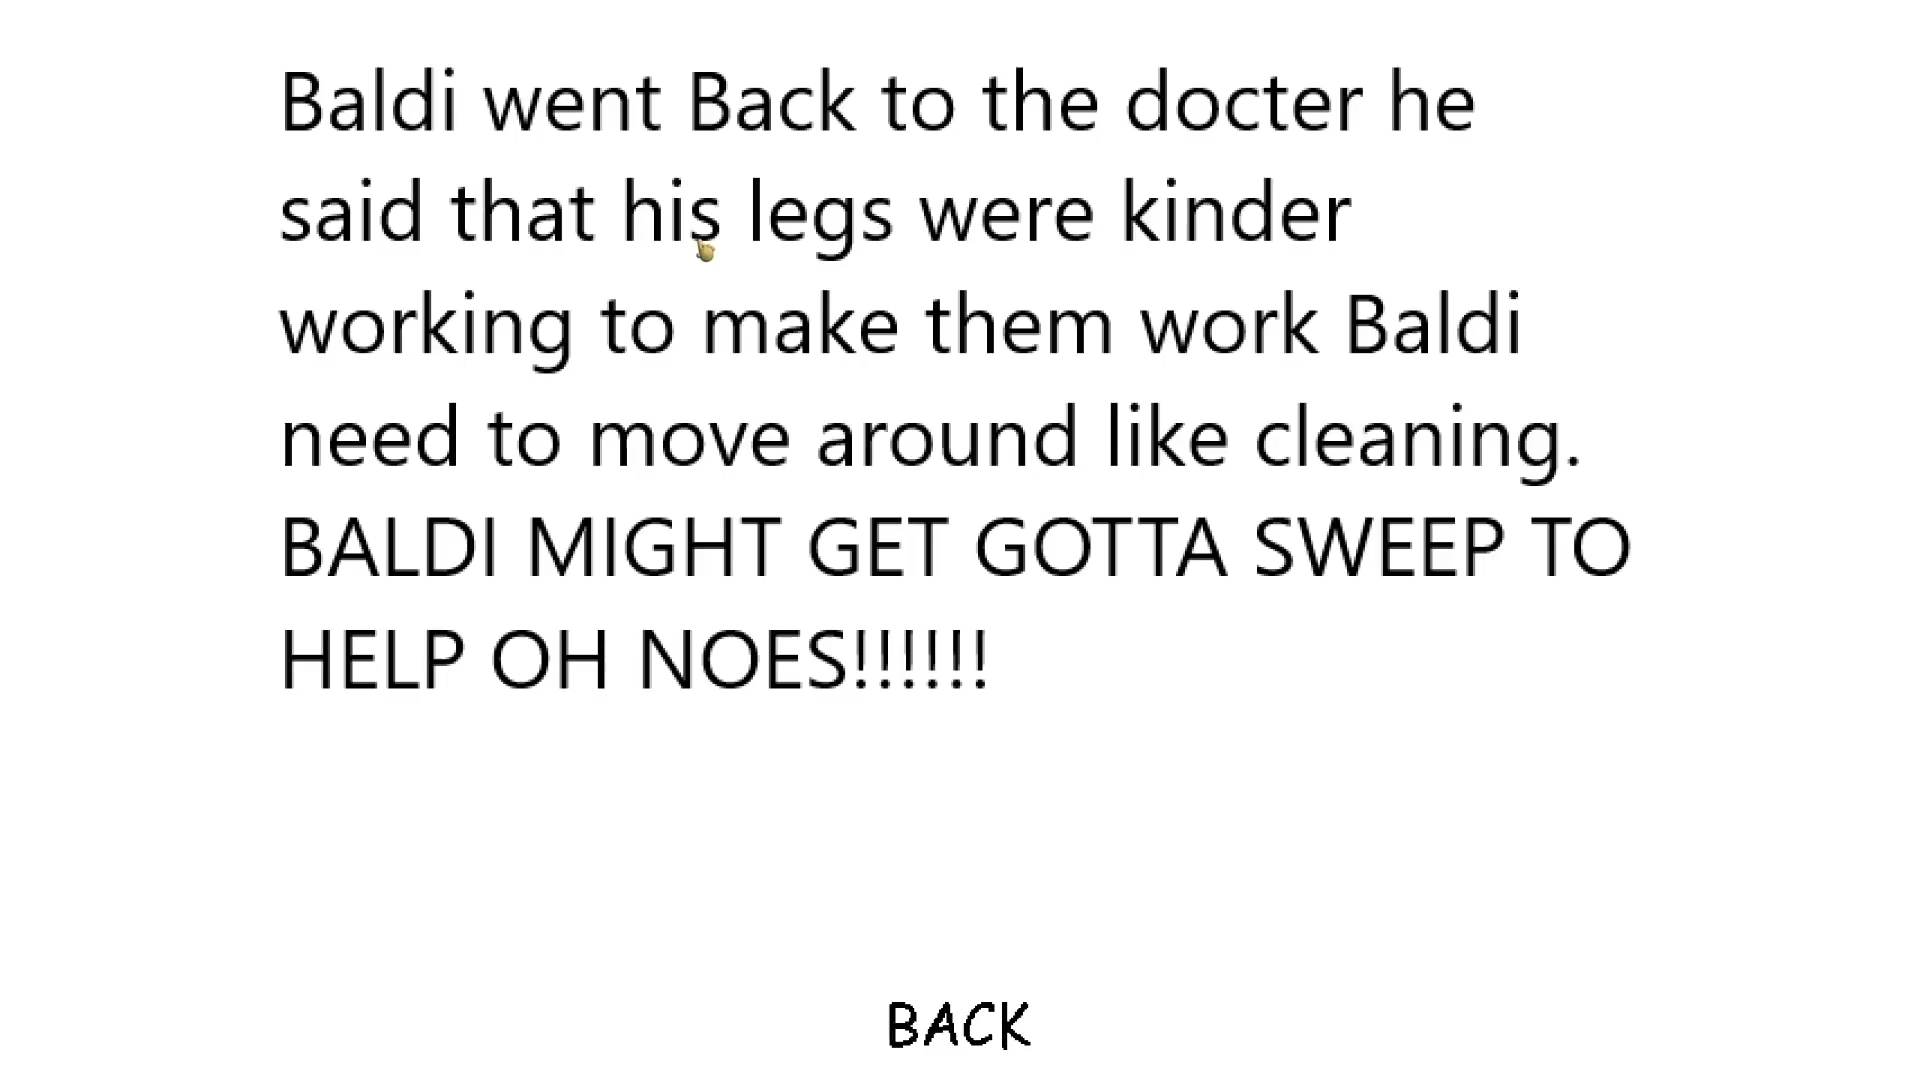 Baldi went Back to the docter he
said that his legs were kinder
working to make them work Baldi
need to move around like cleaning.
BALDI MIGHT GET GOTTA SWEEP TO
HELP OH NOES!!!!!!
BACK